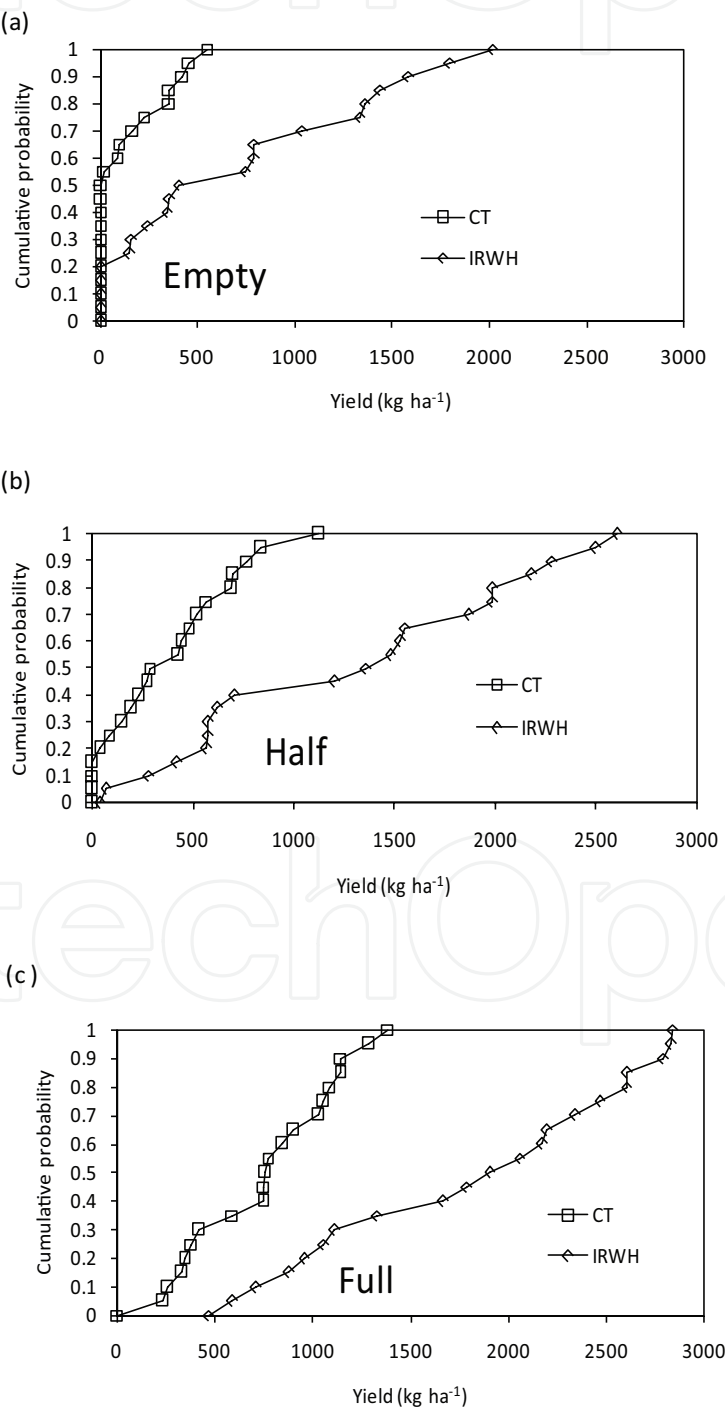 (a)
1
0.9
0.8
0.7
0.6
0.5
0.4
0.3
0.2
0.1
0
Cumulative probability
CT
IRWH
Empty
0 500 1000 1500 2000 2500 3000
Yield (kg ha-1)
(b)
1
0.9
0.8
0.7
0.6
0.5
0.4
0.3
0.2
0.1
0
Cumulative probability
CT
IRWH
Half
0 500 1000 1500 2000 2500 3000
Yield (kg ha-1)
(c )
1
0.9
0.8
0.7
0.6
0.5
0.4
0.3
0.2
0.1
0
Cumulative probability
CT
IRWH
Full
0 500 1000 1500 2000 2500 3000
Yield (kg ha-1)
techOp